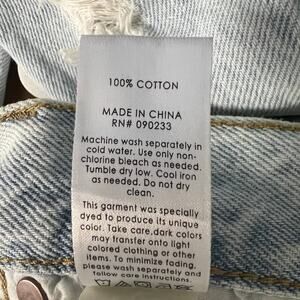 100% COTTON
MADE IN CHINA
RN# 090233
Machine wash separately in
cold water. Use only non-
chlorine bleach as needed.
Tumble dry low. Cool iron
as needed. Do not dry
clean.
This garment was specially
dyed to produce its unique
color. Take care,dark colors
may transfer onto light
colored clothing or other
items. To minimize fading,
please wash separately and
follow care instructions.